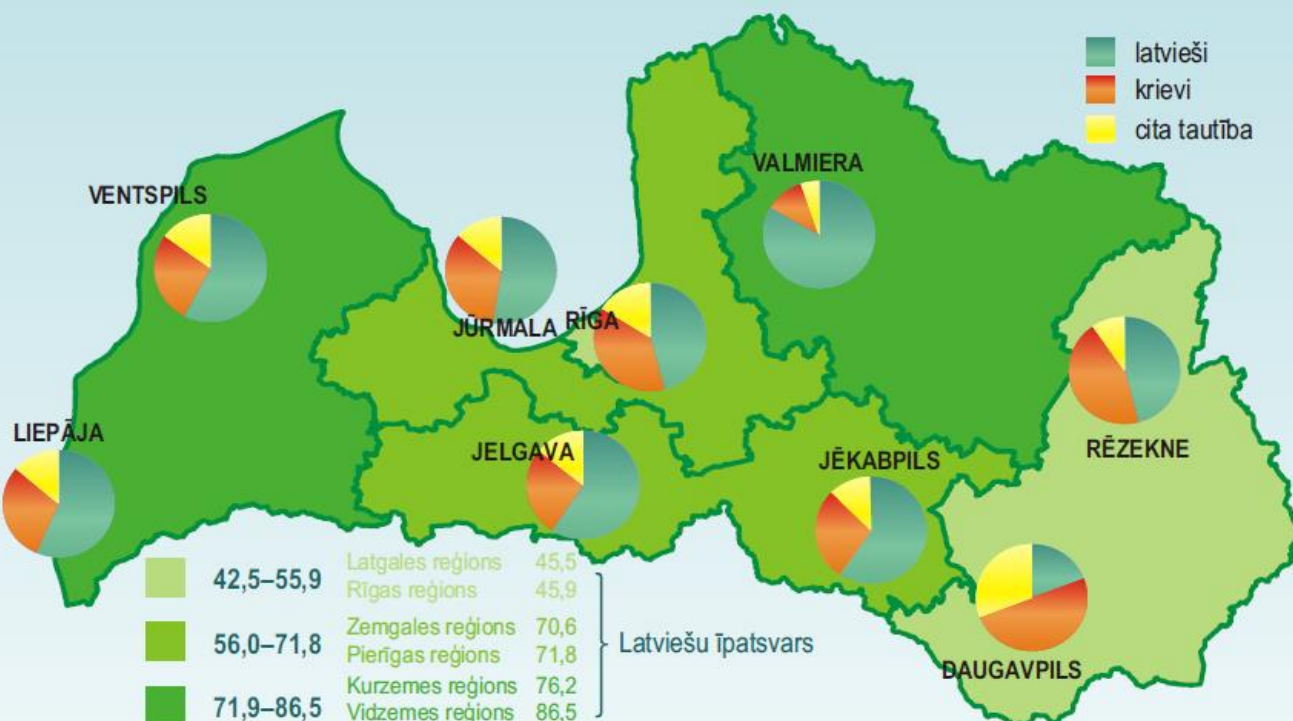 latvieši
krievi
cita tautība
VALMIERA
VENTSPILS
JŪRMALA
RĪGA
LIEPĀJA
JELGAVA
JĒKABPILS
RĒZEKNE
DAUGAVPILS
42,5–55,9
Latgales reģions 45,5
Rīgas reģions 45,9
56,0–71,8
Zemgales reģions 70,6
Pierīgas reģions 71,8
Latviešu īpatsvars
71,9–86,5
Kurzemes reģions 76,2
Vidzemes reģions 86,5